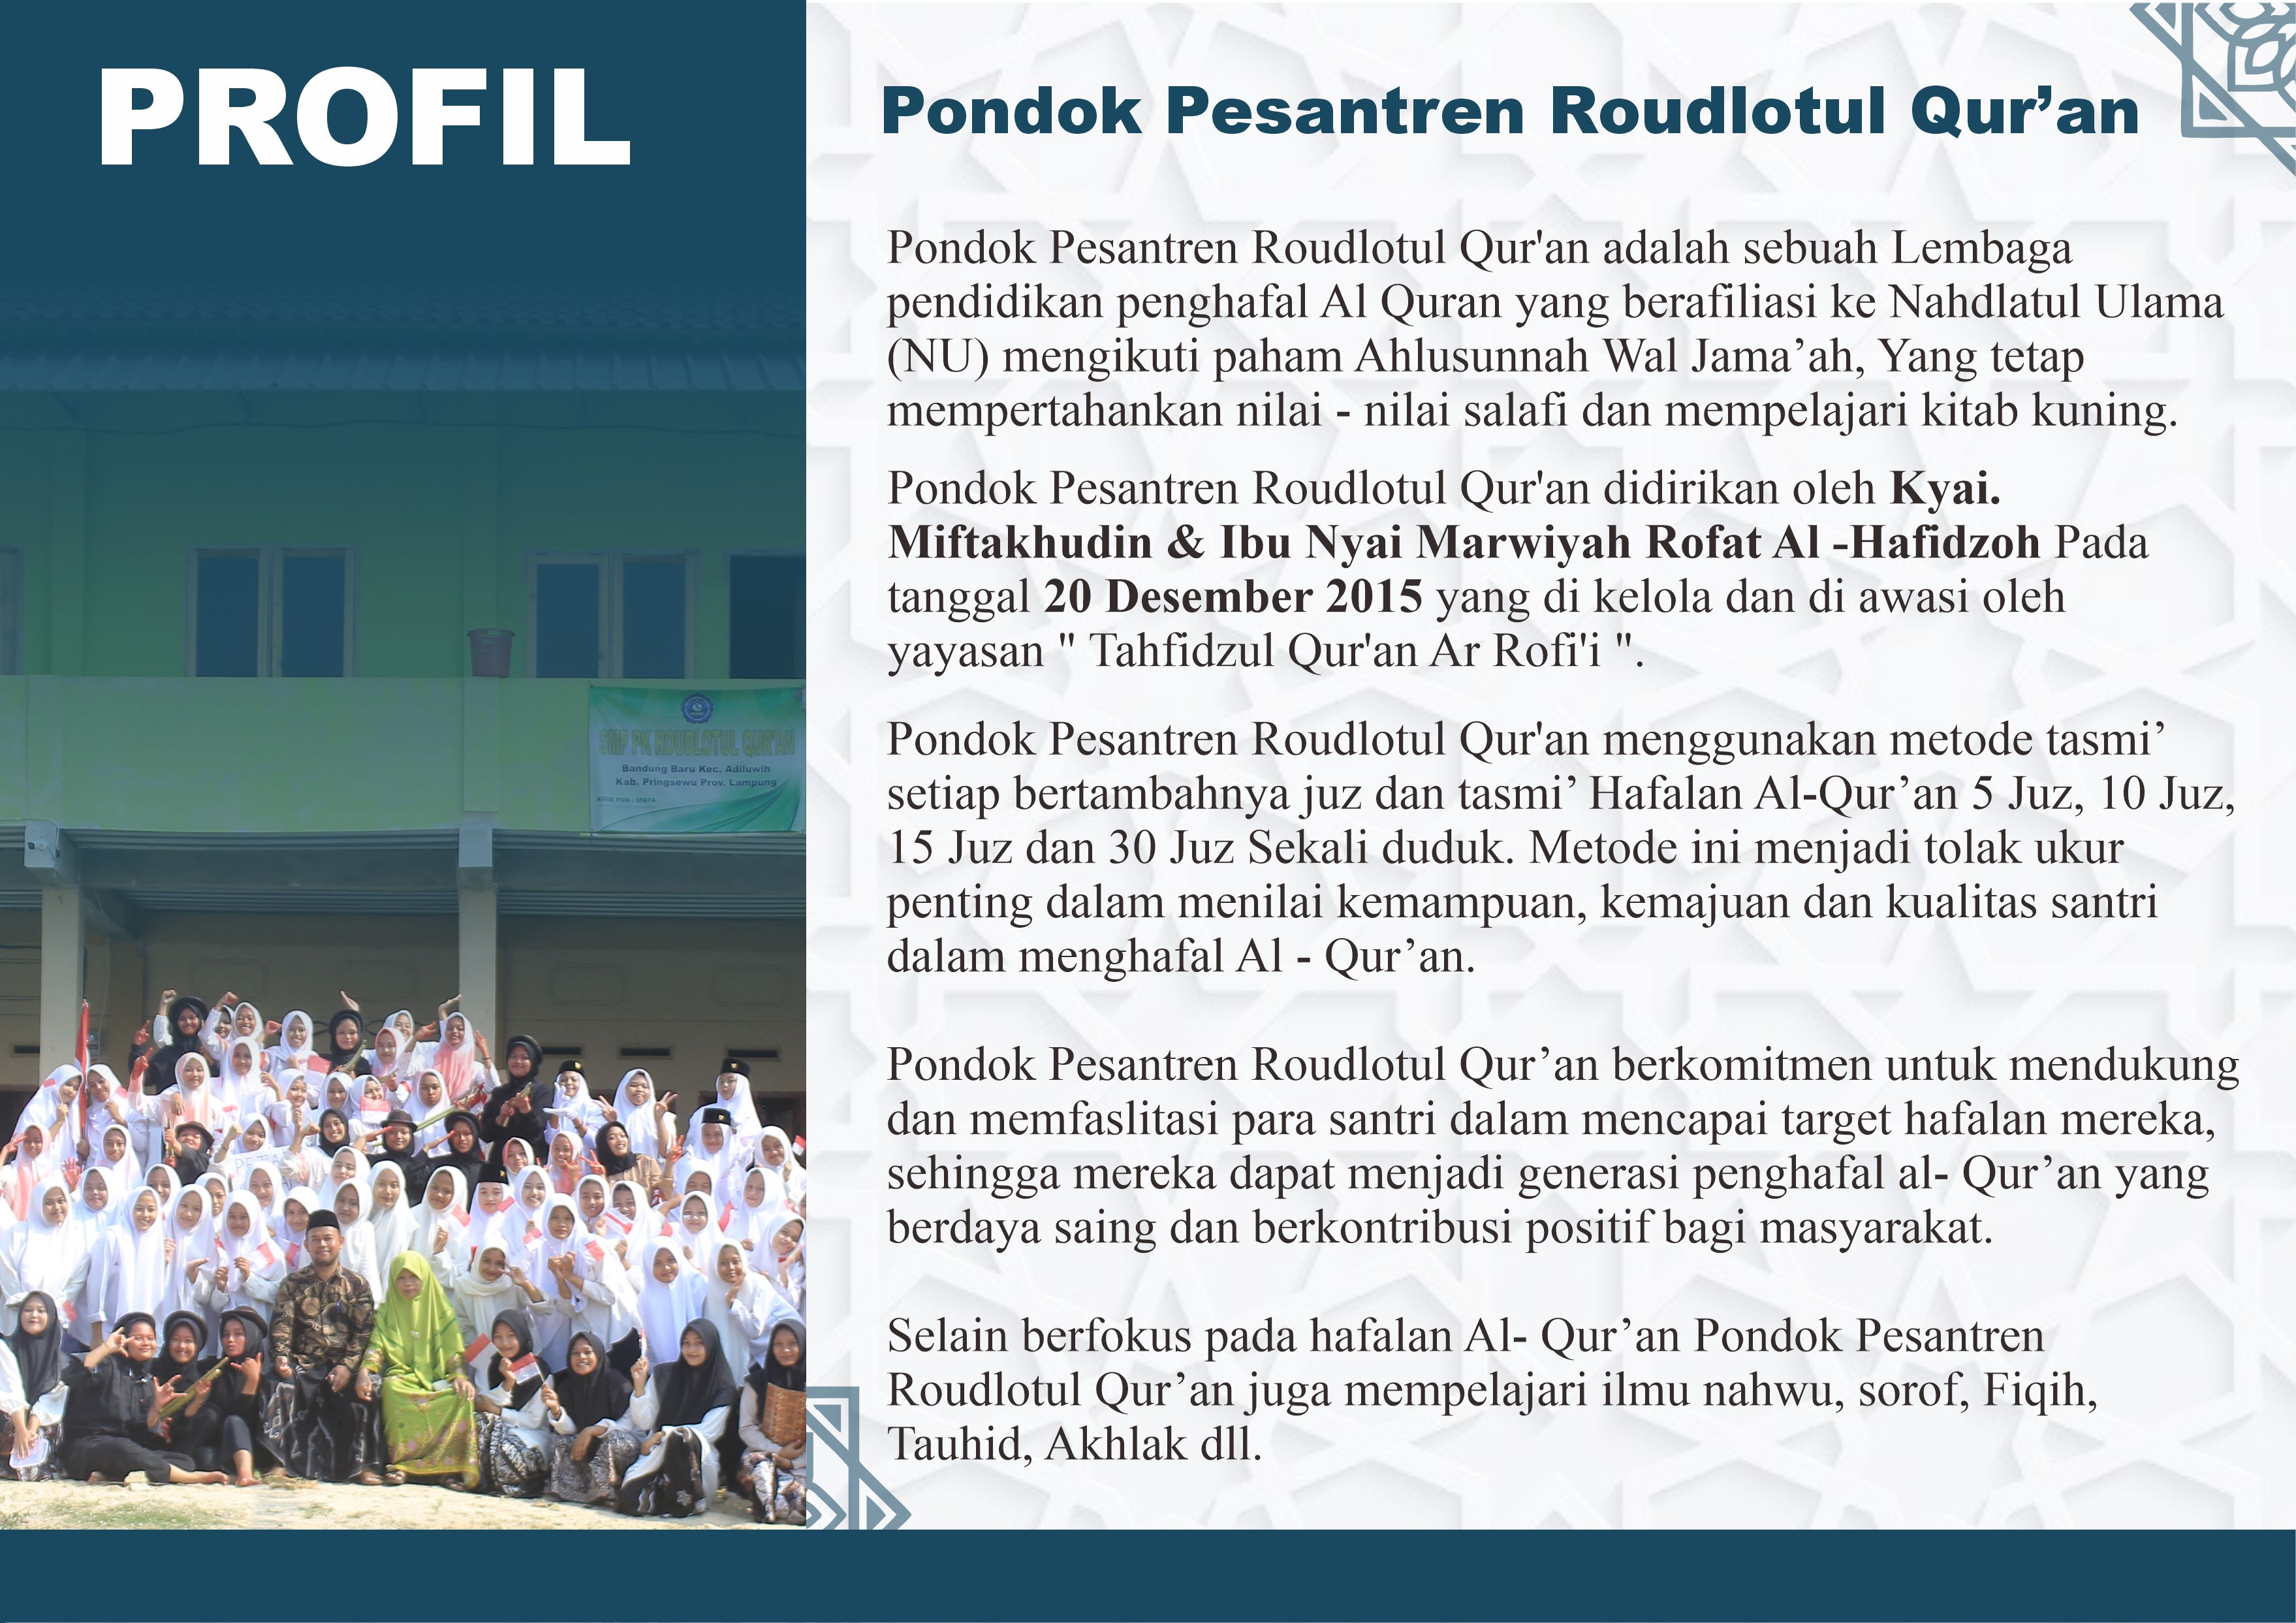 PROFIL
Pondok Pesantren Roudlotul Qur’an
Pondok Pesantren Roudlotul Qur'an adalah sebuah Lembaga
pendidikan penghafal Al Quran yang berafiliasi ke Nahdlatul Ulama
(NU) mengikuti paham Ahlusunnah Wal Jama’ah, Yang tetap
mempertahankan nilai - nilai salafi dan mempelajari kitab kuning.
Pondok Pesantren Roudlotul Qur'an didirikan oleh Kyai.
Miftakhudin & Ibu Nyai Marwiyah Rofat Al -Hafidzoh Pada
tanggal 20 Desember 2015 yang di kelola dan di awasi oleh
yayasan " Tahfidzul Qur'an Ar Rofi'i ".
Pondok Pesantren Roudlotul Qur'an menggunakan metode tasmi’
setiap bertambahnya juz dan tasmi’ Hafalan Al-Qur’an 5 Juz, 10 Juz,
15 Juz dan 30 Juz Sekali duduk. Metode ini menjadi tolak ukur
penting dalam menilai kemampuan, kemajuan dan kualitas santri
dalam menghafal Al - Qur’an.
Pondok Pesantren Roudlotul Qur’an berkomitmen untuk mendukung
dan memfaslitasi para santri dalam mencapai target hafalan mereka,
sehingga mereka dapat menjadi generasi penghafal al- Qur’an yang
berdaya saing dan berkontribusi positif bagi masyarakat.
Selain berfokus pada hafalan Al- Qur’an Pondok Pesantren
Roudlotul Qur’an juga mempelajari ilmu nahwu, sorof, Fiqih,
Tauhid, Akhlak dll.
SMP PK ROUDLOTUL QUR'AN
Bandung Baru Kec. Adiluwih
Kab. Pringsewu Prov. Lampung
KODE POS :